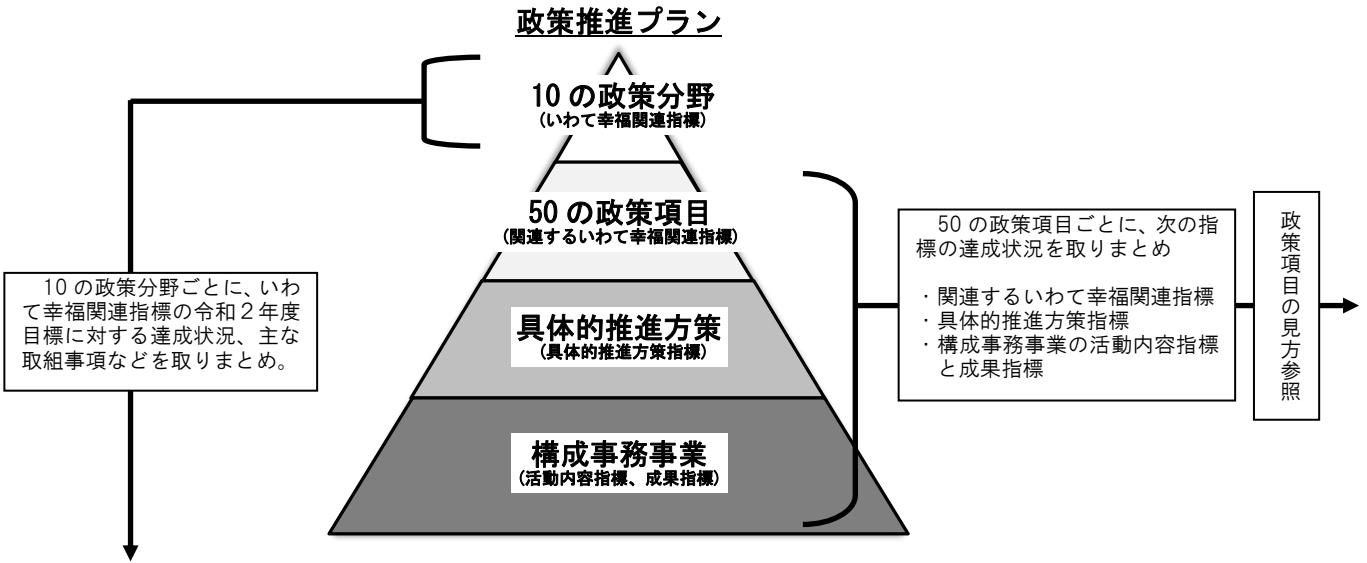 政策推進プラン
10 の政策分野
(いわて幸福関連指標)
50 の政策項目
(関連するいわて幸福関連指標)
具体的推進方策
(具体的推進方策指標)
構成事務事業
(活動内容指標、成果指標)
10 の政策分野ごとに、いわ
て幸福関連指標の令和２年度
目標に対する達成状況、主な
取組事項などを取りまとめ。
50 の政策項目ごとに、次の指
標の達成状況を取りまとめ
・関連するいわて幸福関連指標
・具体的推進方策指標
・構成事務事業の活動内容指標
と成果指標
政策項目の見方参照